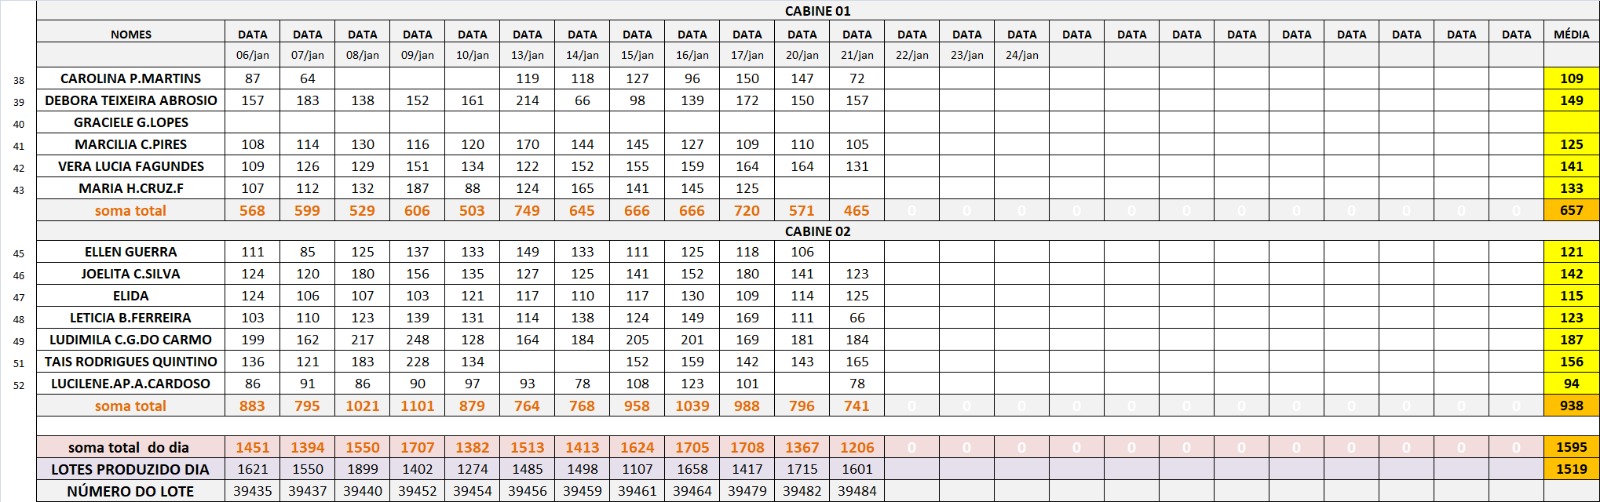 CABINE 01
NOMES DATA DATA DATA DATA DATA DATA DATA DATA DATA DATA DATA DATA DATA DATA DATA DATA DATA DATA DATA DATA DATA DATA DATA DATA MÉDIA
06/jan 07/jan 08/jan 09/jan 10/jan 13/jan 14/jan 15/jan 16/jan 17/jan 20/jan 21/jan 22/jan 23/jan 24/jan
38 CAROLINA P.MARTINS 87 64 119 118 127 96 150 147 72 109
39 DEBORA TEIXEIRA ABROSIO 157 183 138 152 161 214 66 98 139 172 150 157 149
40 GRACIELE G.LOPES
41 MARCILIA C.PIRES 108 114 130 116 120 170 144 145 127 109 110 105 125
42 VERA LUCIA FAGUNDES 109 126 129 151 134 122 152 155 159 164 164 131 141
43 MARIA H.CRUZ.F 107 112 132 187 88 124 165 141 145 125 133
soma total 568 599 529 606 503 749 645 666 666 720 571 465 0 0 0 0 0 0 0 0 0 0 0 0 657
CABINE 02
45 ELLEN GUERRA 111 85 125 137 133 149 133 111 125 118 106 121
46 JOELITA C.SILVA 124 120 180 156 135 127 125 141 152 180 141 123 142
47 ELIDA 124 106 107 103 121 117 110 117 130 109 114 125 115
48 LETICIA B.FERREIRA 103 110 123 139 131 114 138 124 149 169 111 66 123
49 LUDIMILA C.G.DO CARMO 199 162 217 248 128 164 184 205 201 169 181 184 187
51 TAIS RODRIGUES QUINTINO 136 121 183 228 134 152 159 142 143 165 156
52 LUCILENE.AP.A.CARDOSO 86 91 86 90 97 93 78 108 123 101 78 94
soma total 883 795 1021 1101 879 764 768 958 1039 988 796 741 0 0 0 0 0 0 0 0 0 0 0 0 938
soma total do dia 1451 1394 1550 1707 1382 1513 1413 1624 1705 1708 1367 1206 0 0 0 0 0 0 0 0 0 0 0 0 1595
LOTES PRODUZIDO DIA 1621 1550 1899 1402 1274 1485 1498 1107 1658 1417 1715 1601 1519
NÚMERO DO LOTE 39435 39437 39440 39452 39454 39456 39459 39461 39464 39479 39482 39484